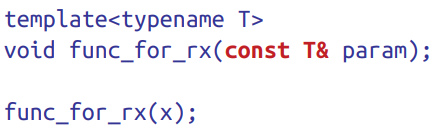 template<typename T>
void func_for_rx(const T& param);
func_for_rx(x);